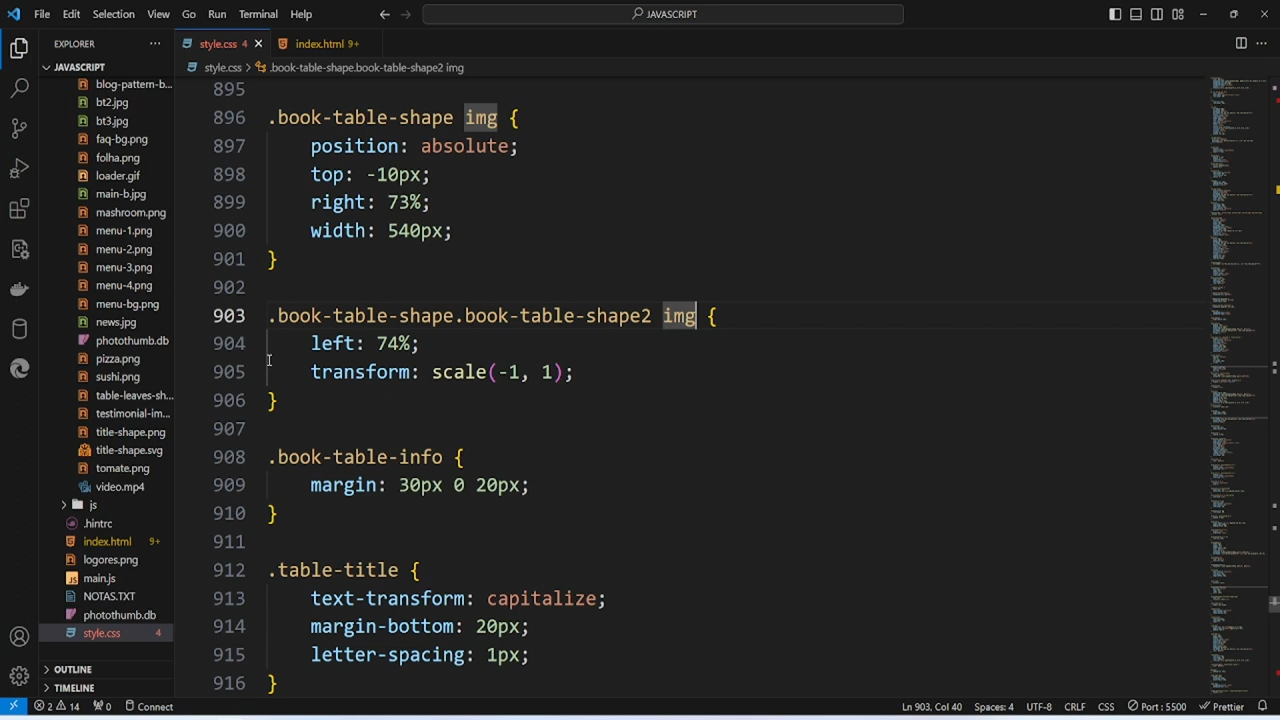 File Edit Selection View Go Run Terminal Help
JAVASCRIPT
EXPLORER
style.css 4
index.html 9+
JAVASCRIPT
style.css > .book-table-shape.book-table-shape2 img
blog-pattern-b...
bt2.jpg
bt3.jpg
faq-bg.png
folha.png
loader.gif
main-b.jpg
mashroom.png
menu-1.png
menu-2.png
menu-3.png
menu-4.png
menu-bg.png
news.jpg
photothumb.db
pizza.png
sushi.png
table-leaves-sh...
testimonial-im...
title-shape.png
title-shape.svg
tomate.png
video.mp4
js
.hintrc
index.html 9+
logores.png
main.js
NOTAS.TXT
photothumb.db
style.css 4
OUTLINE
TIMELINE
895
896 .book-table-shape img {
897 position: absolute;
898 top: -10px;
899 right: 73%;
900 width: 540px;
901 }
902
903 .book-table-shape.book-table-shape2 img {
904 left: 74%;
905 transform: scale(-1, 1);
906 }
907
908 .book-table-info {
909 margin: 30px 0 20px;
910 }
911
912 .table-title {
913 text-transform: capitalize;
914 margin-bottom: 20px;
915 letter-spacing: 1px;
916 }
2 14 0 Connect Ln 903, Col 40 Spaces: 4 UTF-8 CRLF CSS Port : 5500 Prettier